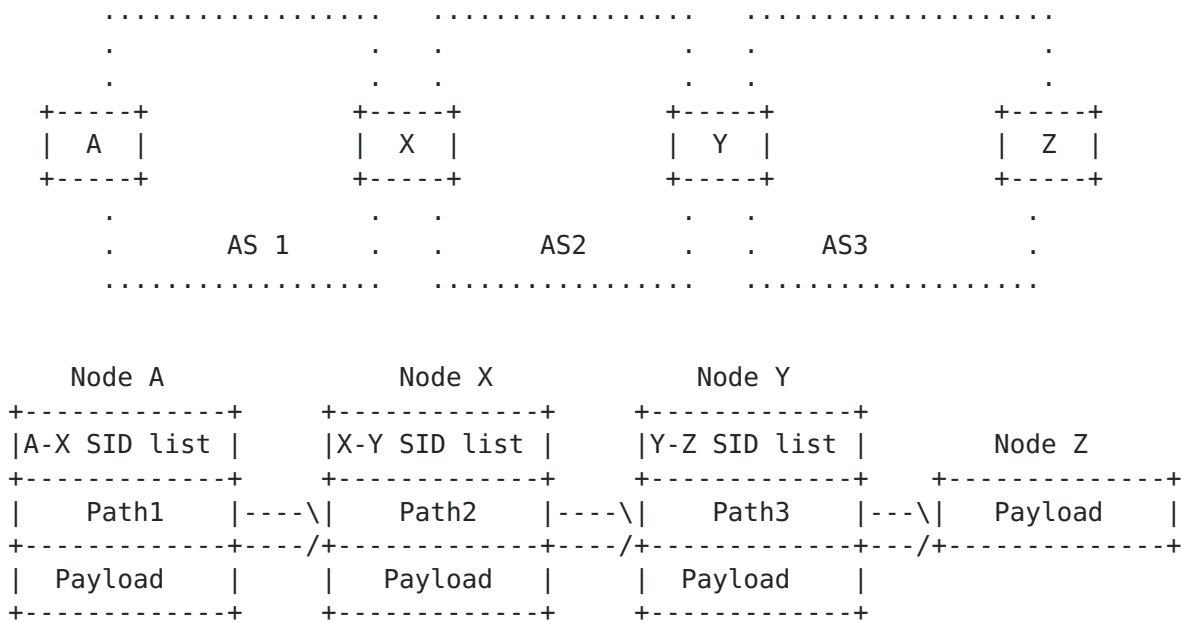 A X Y Z
AS 1 AS2 AS3
Node A Node X Node Y
A-X SID list X-Y SID list Y-Z SID list Node Z
Path1 Path2 Path3 Payload
Payload Payload Payload